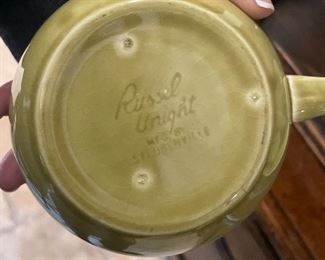 Russel
Wright
MFG. BY
STEUBENVILLE